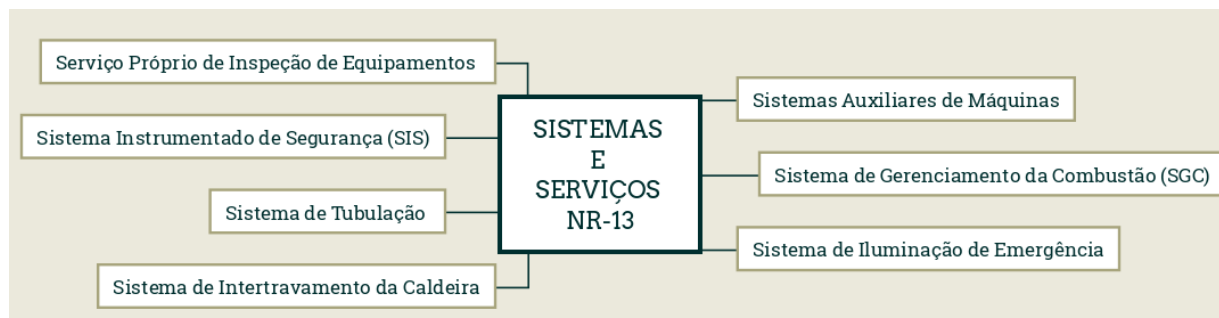 Serviço Próprio de Inspeção de Equipamentos
Sistema Instrumentado de Segurança (SIS)
Sistema de Tubulação
Sistema de Intertravamento da Caldeira
SISTEMAS
E
SERVIÇOS
NR-13
Sistemas Auxiliares de Máquinas
Sistema de Gerenciamento da Combustão (SGC)
Sistema de Iluminação de Emergência